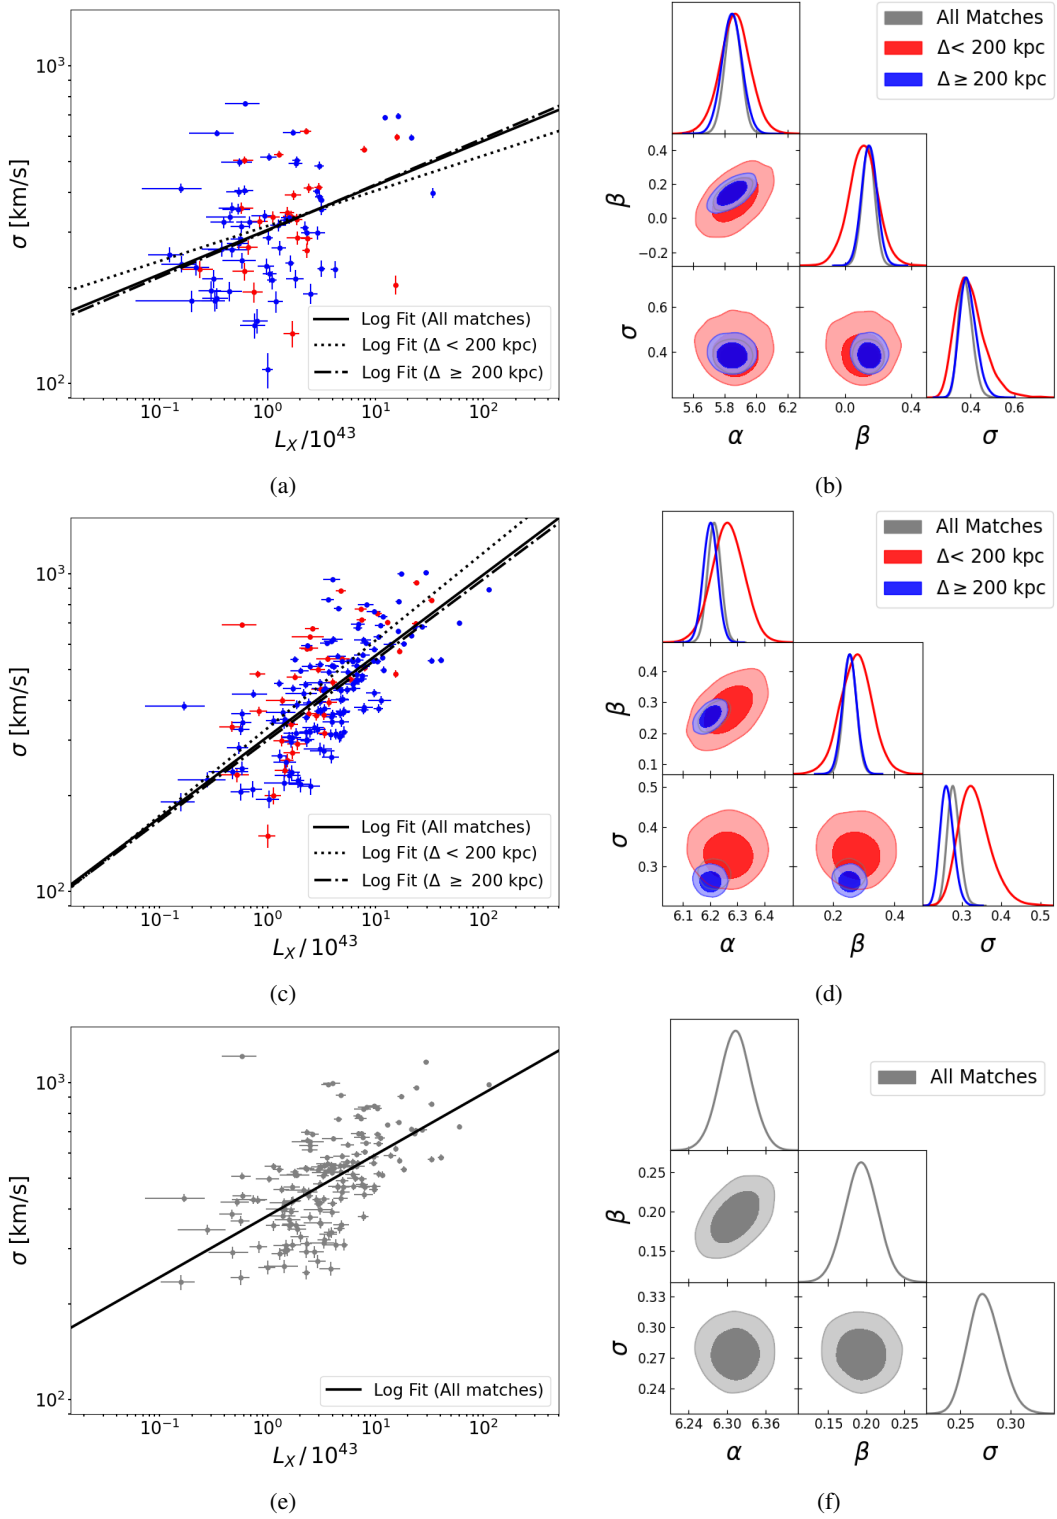 10³
10²
σ [km/s]
10⁻¹ 10⁰ 10¹ 10²
L_X/10⁴³
Log Fit (All matches)
Log Fit (Δ < 200 kpc)
Log Fit (Δ ≥ 200 kpc)
(a)
All Matches
Δ< 200 kpc
Δ ≥ 200 kpc
0.4
0.2
0.0
−0.2
β
0.6
0.4
σ
5.6 5.8 6.0 6.2
0.0 0.4
0.4 0.6
α β σ
(b)
10³
10²
σ [km/s]
10⁻¹ 10⁰ 10¹ 10²
L_X / 10⁴³
Log Fit (All matches)
Log Fit (Δ < 200 kpc)
Log Fit (Δ ≥ 200 kpc)
(c)
All Matches
Δ< 200 kpc
Δ ≥ 200 kpc
0.4
0.3
0.2
0.1
β
0.5
0.4
0.3
σ
6.1 6.2 6.3 6.4
0.2 0.4
0.3 0.4 0.5
α β σ
(d)
10³
10²
σ [km/s]
10⁻¹ 10⁰ 10¹ 10²
L_X / 10⁴³
Log Fit (All matches)
(e)
All Matches
0.25
0.20
0.15
β
0.33
0.30
0.27
0.24
σ
6.24 6.30 6.36
0.15 0.20 0.25
0.25 0.30
α β σ
(f)